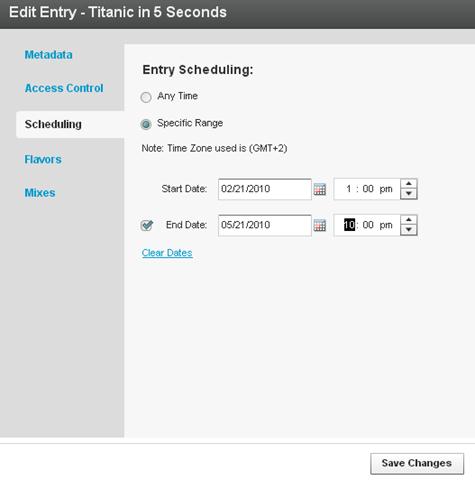 Edit Entry - Titanic in 5 Seconds
Metadata
Access Control
Scheduling
Flavors
Mixes
Entry Scheduling:
Any Time
Specific Range
Note: Time Zone used is (GMT+2)
Start Date: 02/21/2010 1 : 00 pm
End Date: 05/21/2010 10 : 00 pm
Clear Dates
Save Changes